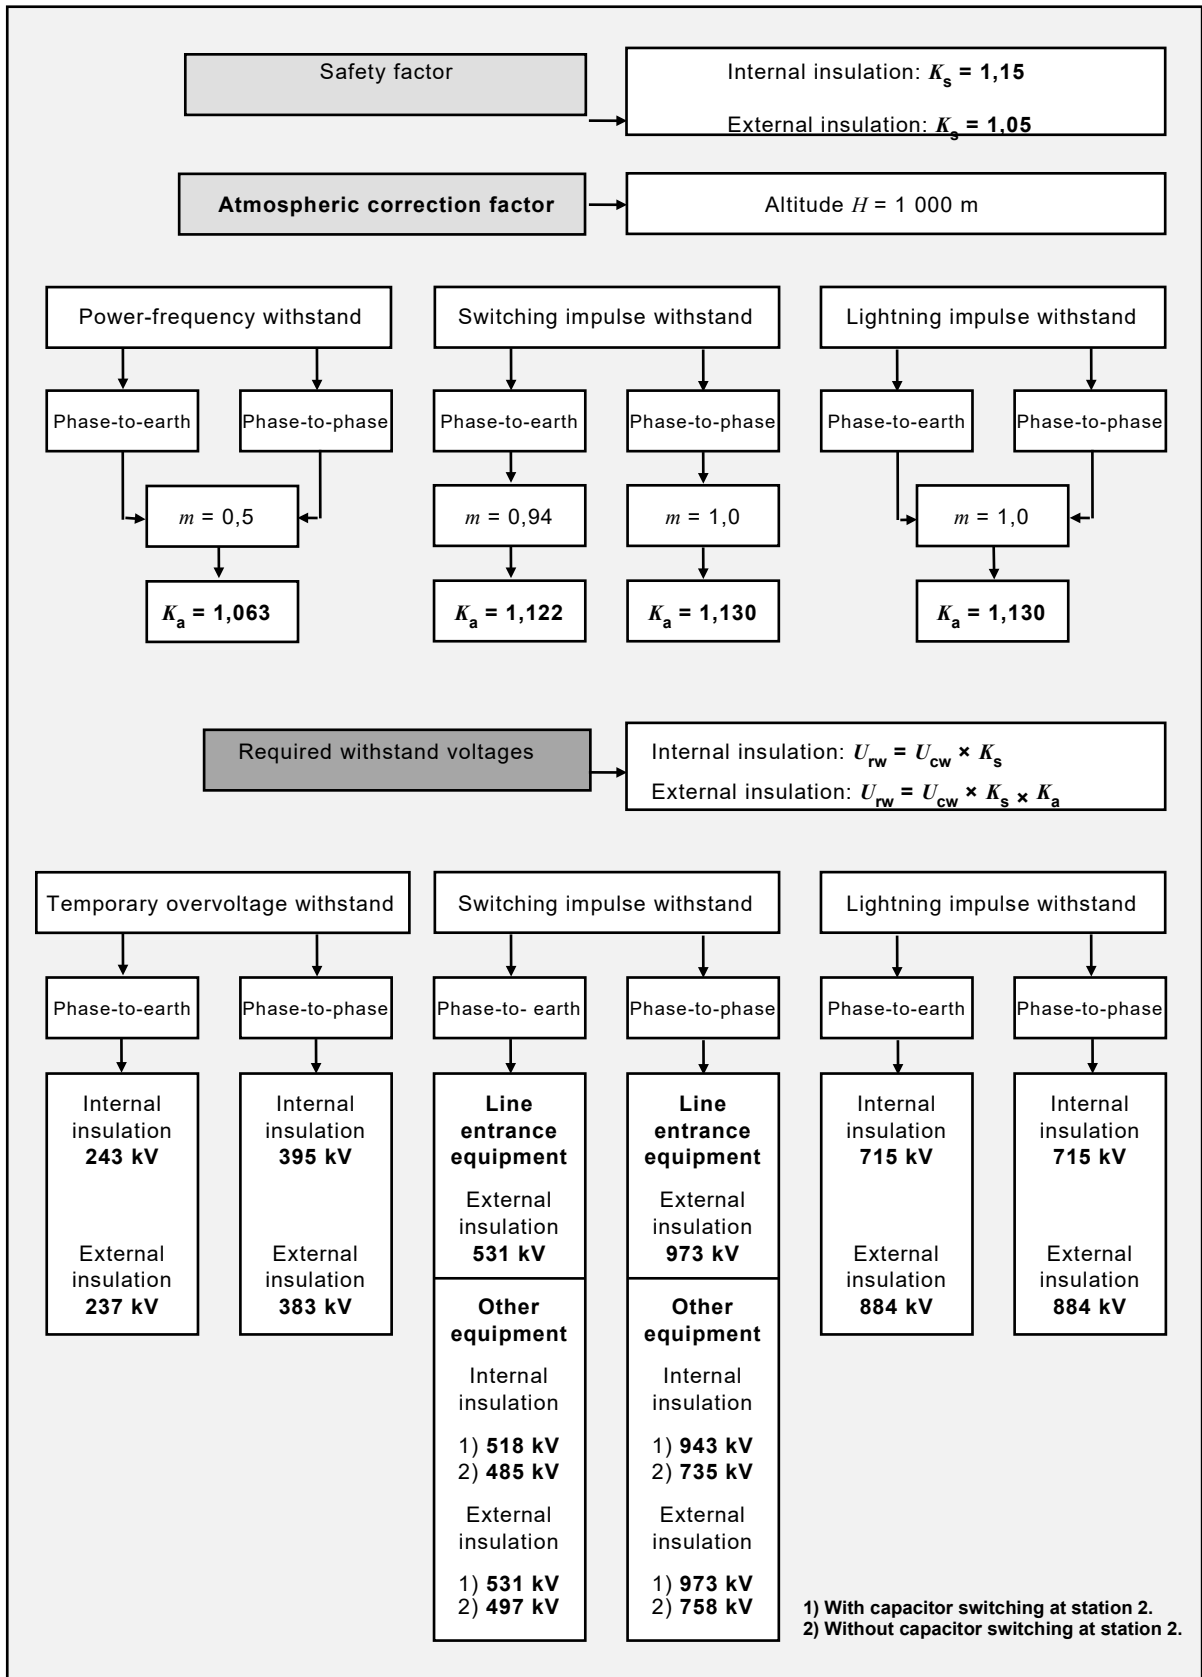 Safety factor
Internal insulation: Ks = 1,15
External insulation: Ks = 1,05
Atmospheric correction factor
Altitude H = 1 000 m
Power-frequency withstand
Switching impulse withstand
Lightning impulse withstand
Phase-to-earth
Phase-to-phase
Phase-to-earth
Phase-to-phase
Phase-to-earth
Phase-to-phase
m = 0,5
m = 0,94
m = 1,0
m = 1,0
Ka = 1,063
Ka = 1,122
Ka = 1,130
Ka = 1,130
Required withstand voltages
Internal insulation: Urw = Ucw × Ks
External insulation: Urw = Ucw × Ks × Ka
Temporary overvoltage withstand
Switching impulse withstand
Lightning impulse withstand
Phase-to-earth
Phase-to-phase
Phase-to- earth
Phase-to-phase
Phase-to-earth
Phase-to-phase
Internal
insulation
243 kV
External
insulation
237 kV
Internal
insulation
395 kV
External
insulation
383 kV
Line
entrance
equipment
External
insulation
531 kV
Other
equipment
Internal
insulation
1) 518 kV
2) 485 kV
External
insulation
1) 531 kV
2) 497 kV
Line
entrance
equipment
External
insulation
973 kV
Other
equipment
Internal
insulation
1) 943 kV
2) 735 kV
External
insulation
1) 973 kV
2) 758 kV
Internal
insulation
715 kV
External
insulation
884 kV
Internal
insulation
715 kV
External
insulation
884 kV
1) With capacitor switching at station 2.
2) Without capacitor switching at station 2.